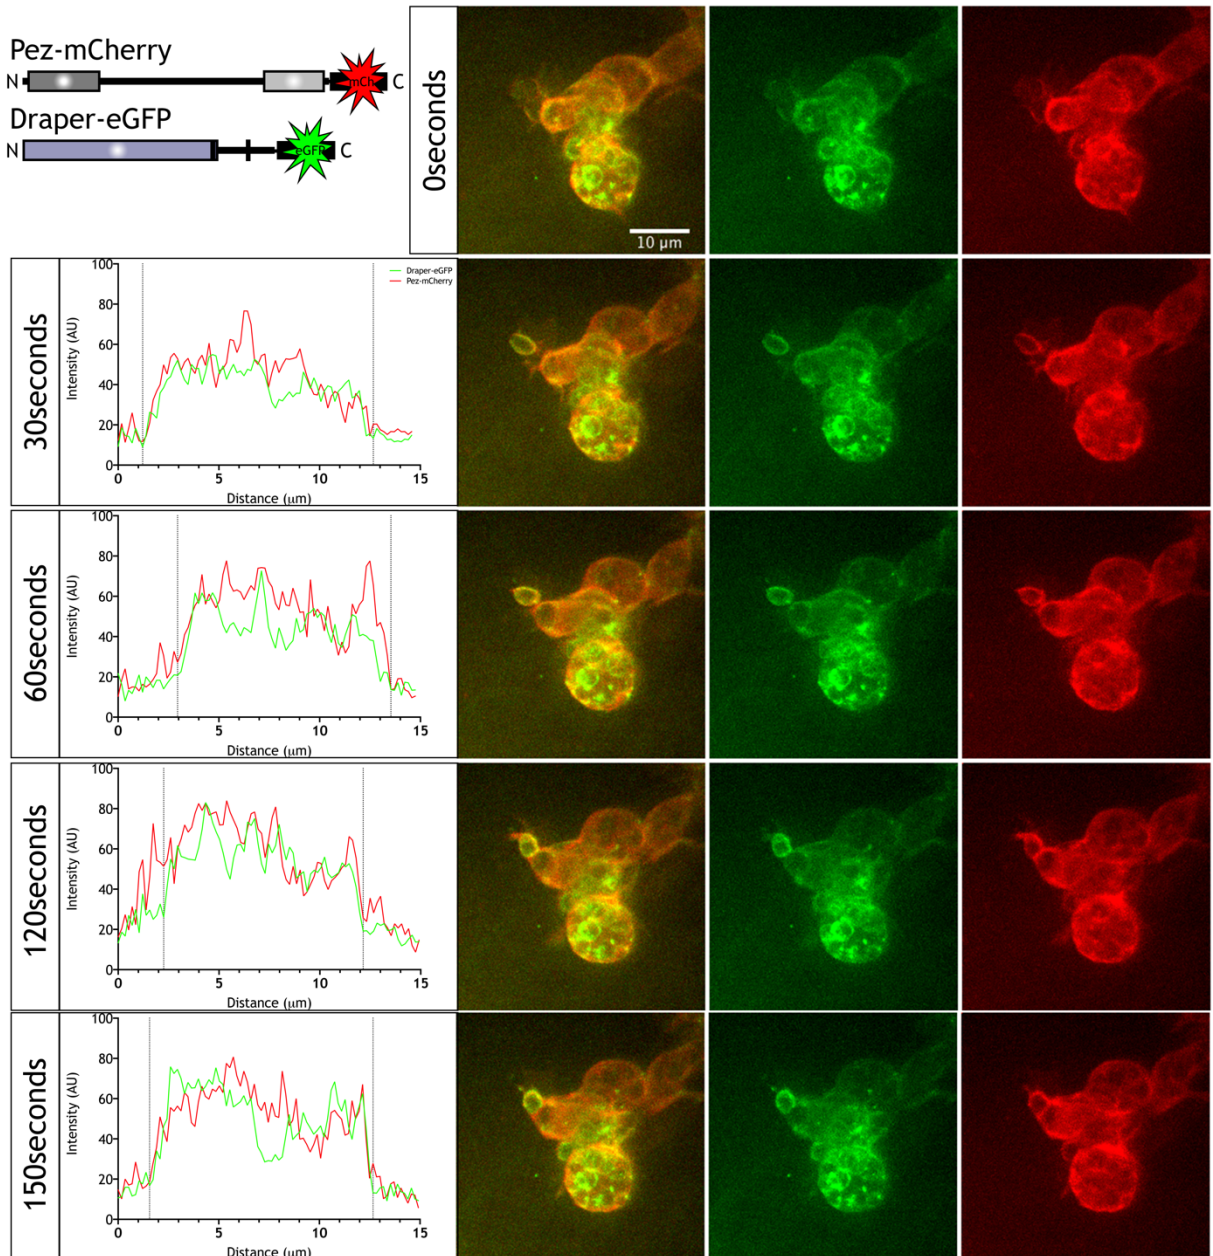 Pez-mCherry
N mCh C
Draper-eGFP
N eGFP C
0seconds
10 µm
30seconds
100
80
60
40
20
0
Intensity (AU)
0 5 10 15
Distance (μm)
Draper-eGFP
Pez-mCherry
60seconds
100
80
60
40
20
0
Intensity (AU)
0 5 10 15
Distance (μm)
120seconds
100
80
60
40
20
0
Intensity (AU)
0 5 10 15
Distance (μm)
150seconds
100
80
60
40
20
0
Intensity (AU)
0 5 10 15
Distance (μm)